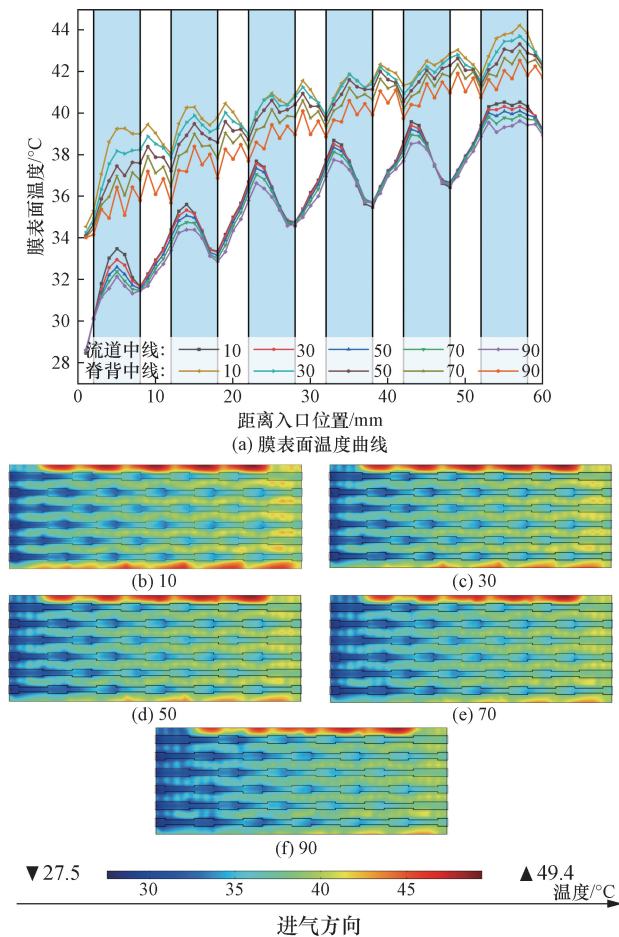 44
42
40
38
36
34
32
30
28
膜表面温度/°C
流道中线: 10 30 50 70 90
脊背中线: 10 30 50 70 90
0 10 20 30 40 50 60
距离入口位置/mm
(a) 膜表面温度曲线
(b) 10
(c) 30
(d) 50
(e) 70
(f) 90
▼27.5 ▲49.4
30 35 40 45 温度/°C
进气方向